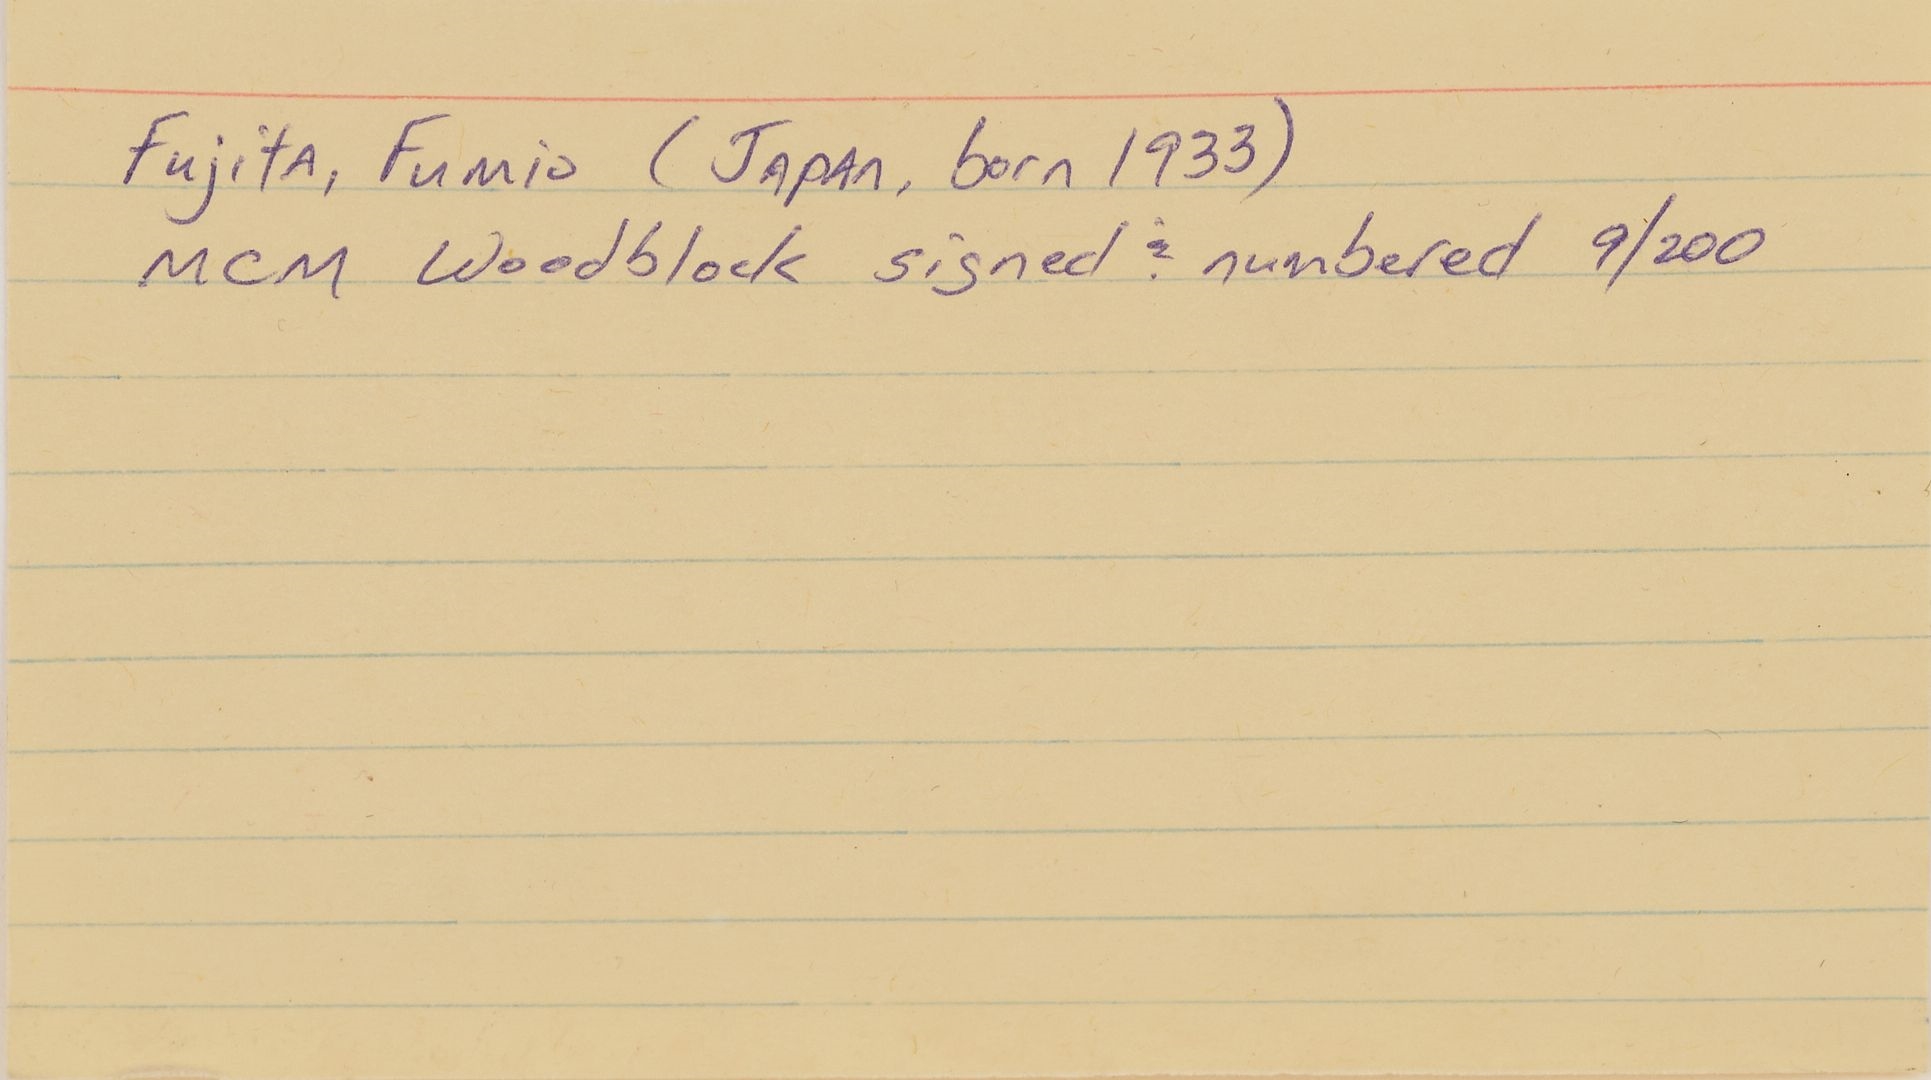 Fujita, Fumio (Japan, born 1933)
MCM Woodblock signed & numbered 9/200